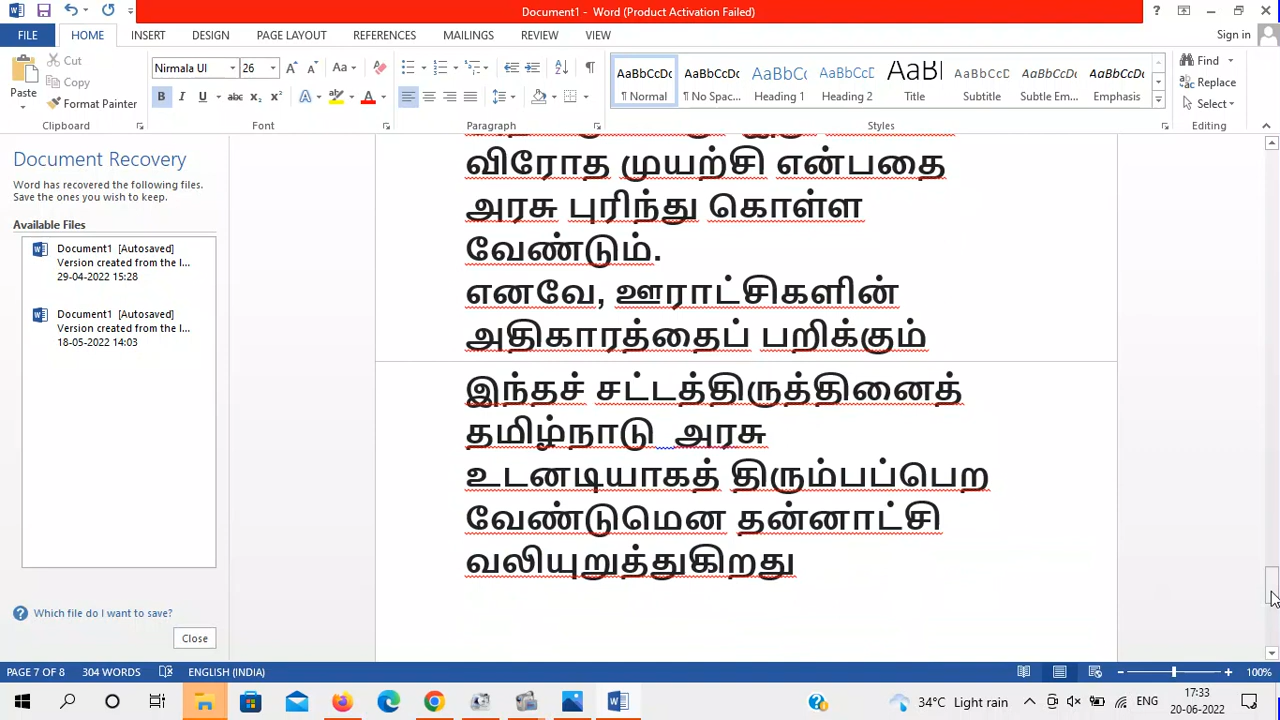 Document1 - Word (Product Activation Failed)
FILE HOME INSERT DESIGN PAGE LAYOUT REFERENCES MAILINGS REVIEW VIEW Sign in
Paste
Cut
Copy
Format Painter
Clipboard
Nirmala UI 26
Font
Paragraph
AaBbCcDc AaBbCcDc AaBbCc AaBbCcD AaBl AaBbCcD AaBbCcDc AaBbCcDc
¶ Normal ¶ No Spac... Heading 1 Heading 2 Title Subtitle Subtle Em... Emphasis
Styles
Find
Replace
Select
Editing
Document Recovery
Word has recovered the following files.
Save the ones you wish to keep.
Available Files
Document1 [Autosaved]
Version created from the l...
29-04-2022 15:28
Document1 [Autosaved]
Version created from the l...
18-05-2022 14:03
Which file do I want to save?
Close
விரோத முயற்சி என்பதை
அரசு புரிந்து கொள்ள
வேண்டும்.
எனவே, ஊராட்சிகளின்
அதிகாரத்தைப் பறிக்கும்
இந்தச் சட்டத்திருத்தினைத்
தமிழ்நாடு அரசு
உடனடியாகத் திரும்பப்பெற
வேண்டுமென தன்னாட்சி
வலியுறுத்துகிறது
PAGE 7 OF 8 304 WORDS ENGLISH (INDIA) 100%
34°C Light rain ENG 17:33
20-06-2022